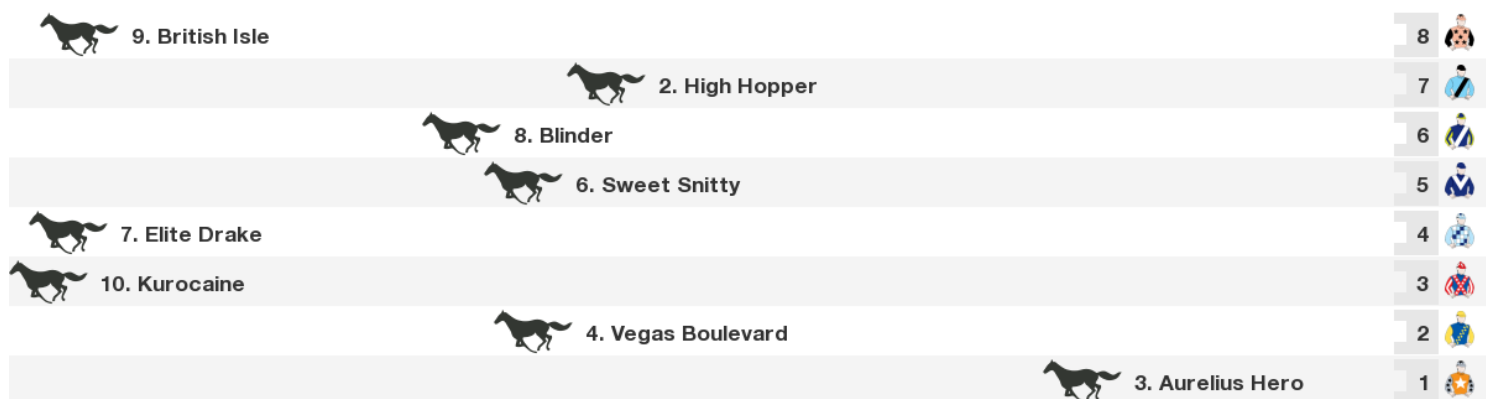 9. British Isle 8
2. High Hopper 7
8. Blinder 6
6. Sweet Snitty 5
7. Elite Drake 4
10. Kurocaine 3
4. Vegas Boulevard 2
3. Aurelius Hero 1